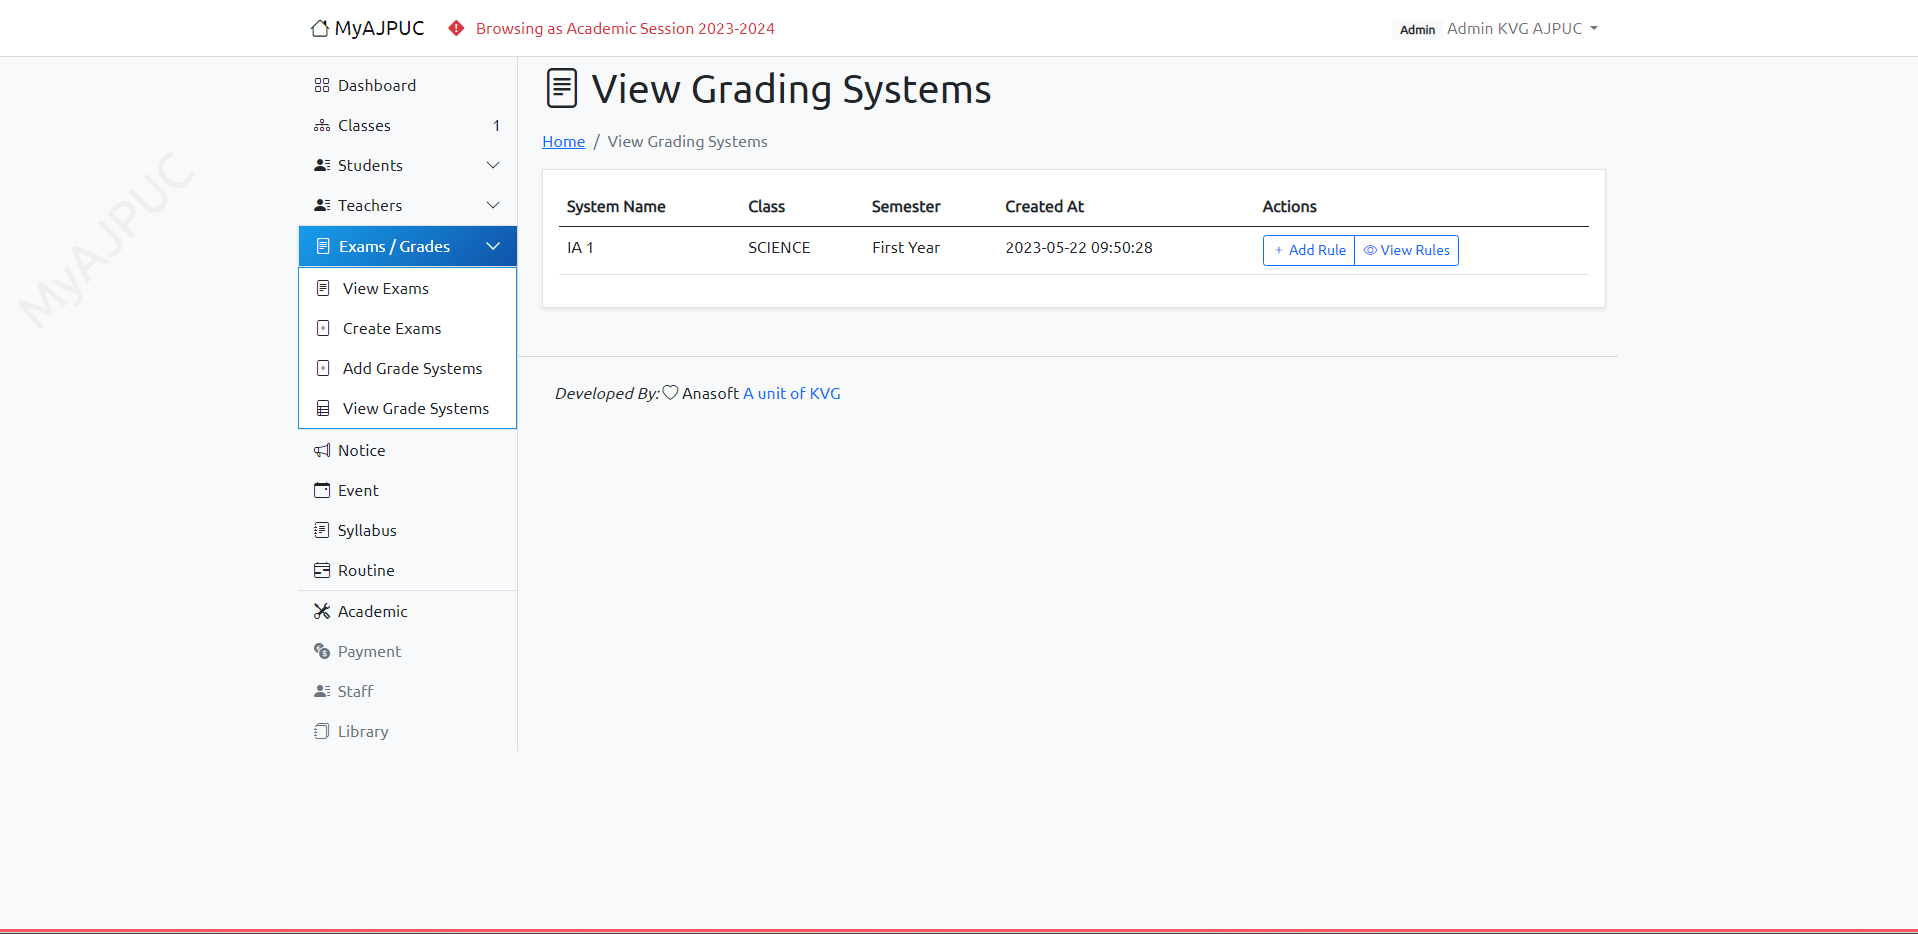 MyAJPUC
Browsing as Academic Session 2023-2024
Admin
Admin KVG AJPUC
Dashboard
Classes 1
Students
Teachers
Exams / Grades
View Exams
Create Exams
Add Grade Systems
View Grade Systems
Notice
Event
Syllabus
Routine
Academic
Payment
Staff
Library
View Grading Systems
Home / View Grading Systems
System Name Class Semester Created At Actions
IA 1 SCIENCE First Year 2023-05-22 09:50:28 + Add Rule View Rules
Developed By: Anasoft A unit of KVG
MyAJPUC